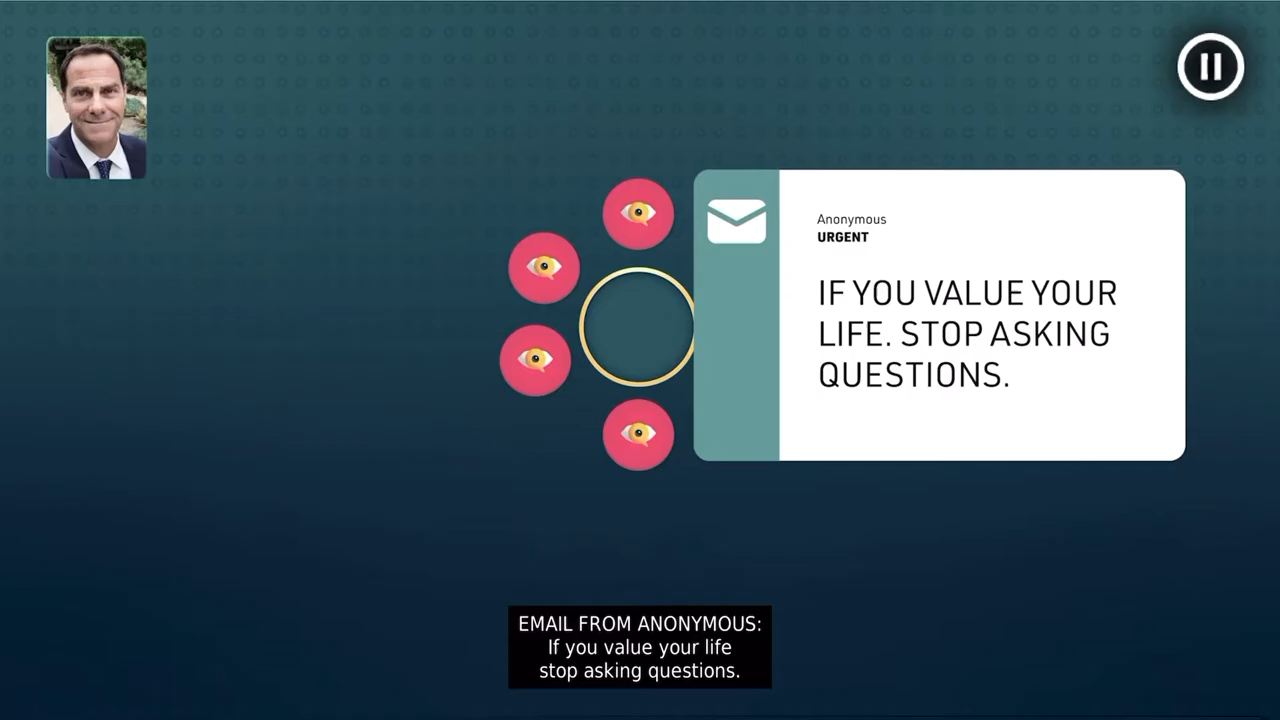 Anonymous
URGENT
IF YOU VALUE YOUR
LIFE. STOP ASKING
QUESTIONS.
EMAIL FROM ANONYMOUS:
If you value your life
stop asking questions.